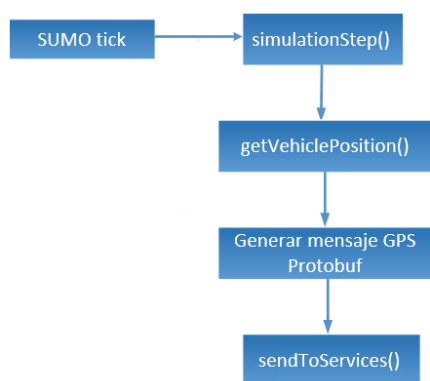 SUMO tick
simulationStep()
getVehiclePosition()
Generar mensaje GPS
Protobuf
sendToServices()